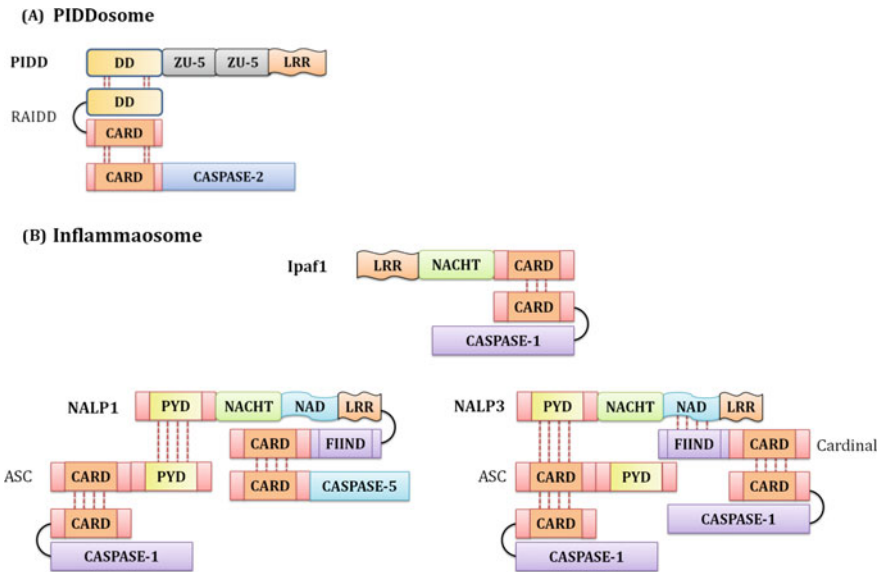 (A) PIDDosome
PIDD DD ZU-5 ZU-5 LRR
DD
RAIDD
CARD
CARD CASPASE-2
(B) Inflammaosome
Ipaf1 LRR NACHT CARD
CARD
CASPASE-1
NALP1 PYD NACHT NAD LRR
CARD FIIND
ASC CARD PYD
CARD CASPASE-5
CARD
CASPASE-1
NALP3 PYD NACHT NAD LRR
FIIND CARD Cardinal
ASC CARD PYD
CARD
CASPASE-1
CARD
CASPASE-1